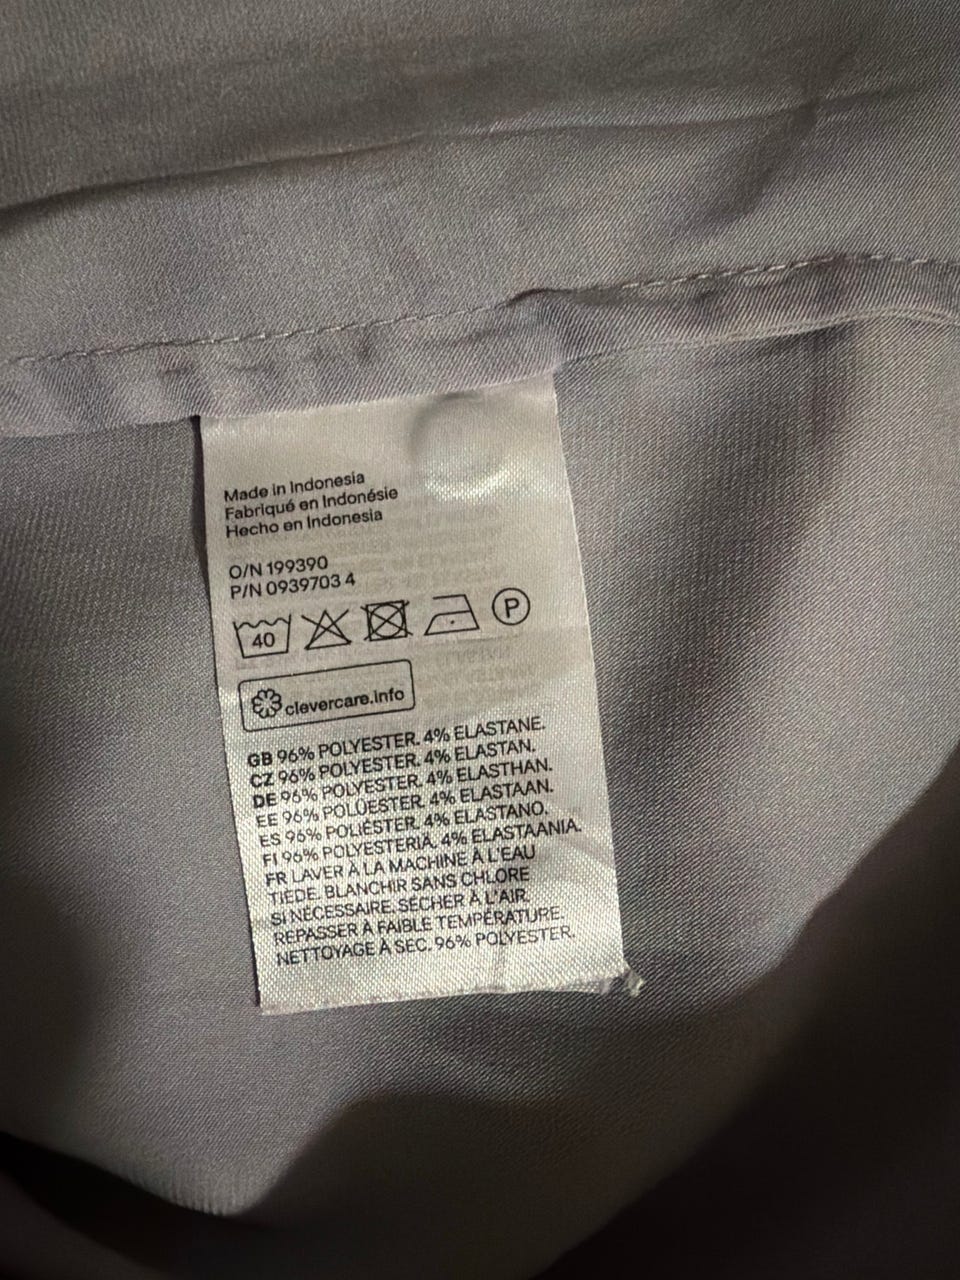 Made in Indonesia
Fabriqué en Indonésie
Hecho en Indonesia
O/N 199390
P/N 0939703 4
40 P
clevercare.info
GB 96% POLYESTER. 4% ELASTANE.
CZ 96% POLYESTER. 4% ELASTAN.
DE 96% POLYESTER. 4% ELASTHAN.
EE 96% POLÜESTER. 4% ELASTAAN.
ES 96% POLIÉSTER. 4% ELASTANO.
FI 96% POLYESTERIÄ. 4% ELASTAANIA.
FR LAVER À LA MACHINE À L'EAU
TIÈDE. BLANCHIR SANS CHLORE
SI NÉCESSAIRE. SÉCHER À L'AIR.
REPASSER À FAIBLE TEMPÉRATURE.
NETTOYAGE À SEC. 96% POLYESTER.